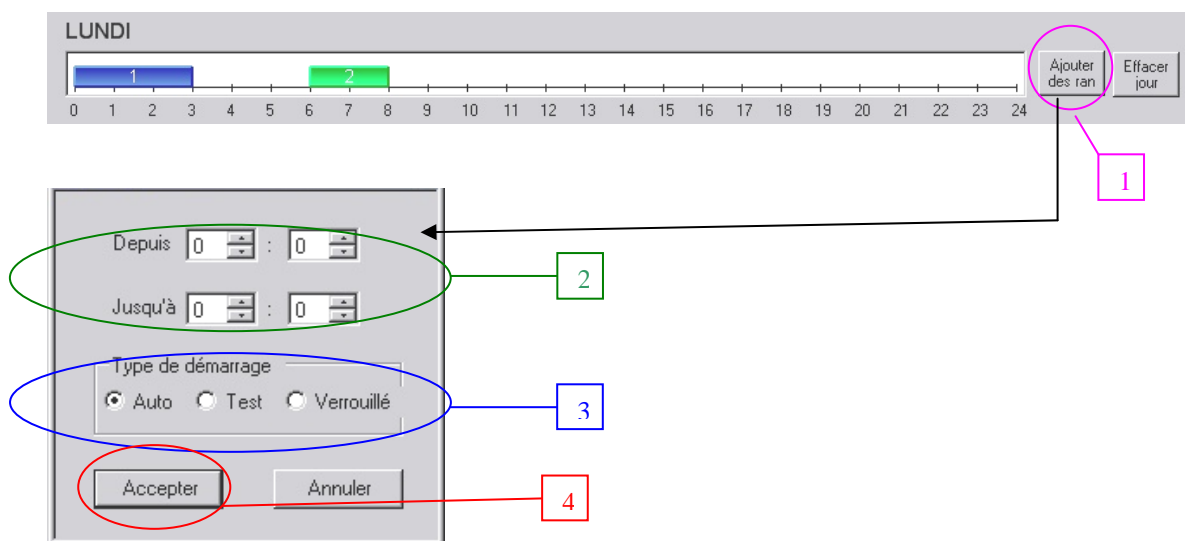 LUNDI
1 2
Ajouter des ran
Effacer jour
0 1 2 3 4 5 6 7 8 9 10 11 12 13 14 15 16 17 18 19 20 21 22 23 24
1
Depuis 0 : 0
2
Jusqu'à 0 : 0
Type de démarrage
Auto Test Verrouillé
3
Accepter Annuler
4